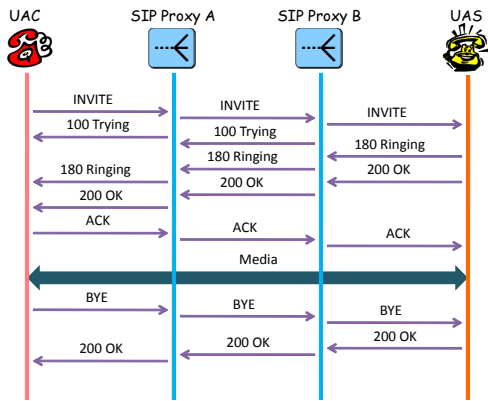 UAC SIP Proxy A SIP Proxy B UAS
INVITE
INVITE
INVITE
100 Trying
100 Trying
180 Ringing
180 Ringing
180 Ringing
200 OK
200 OK
200 OK
ACK
ACK
ACK
Media
BYE
BYE
BYE
200 OK
200 OK
200 OK